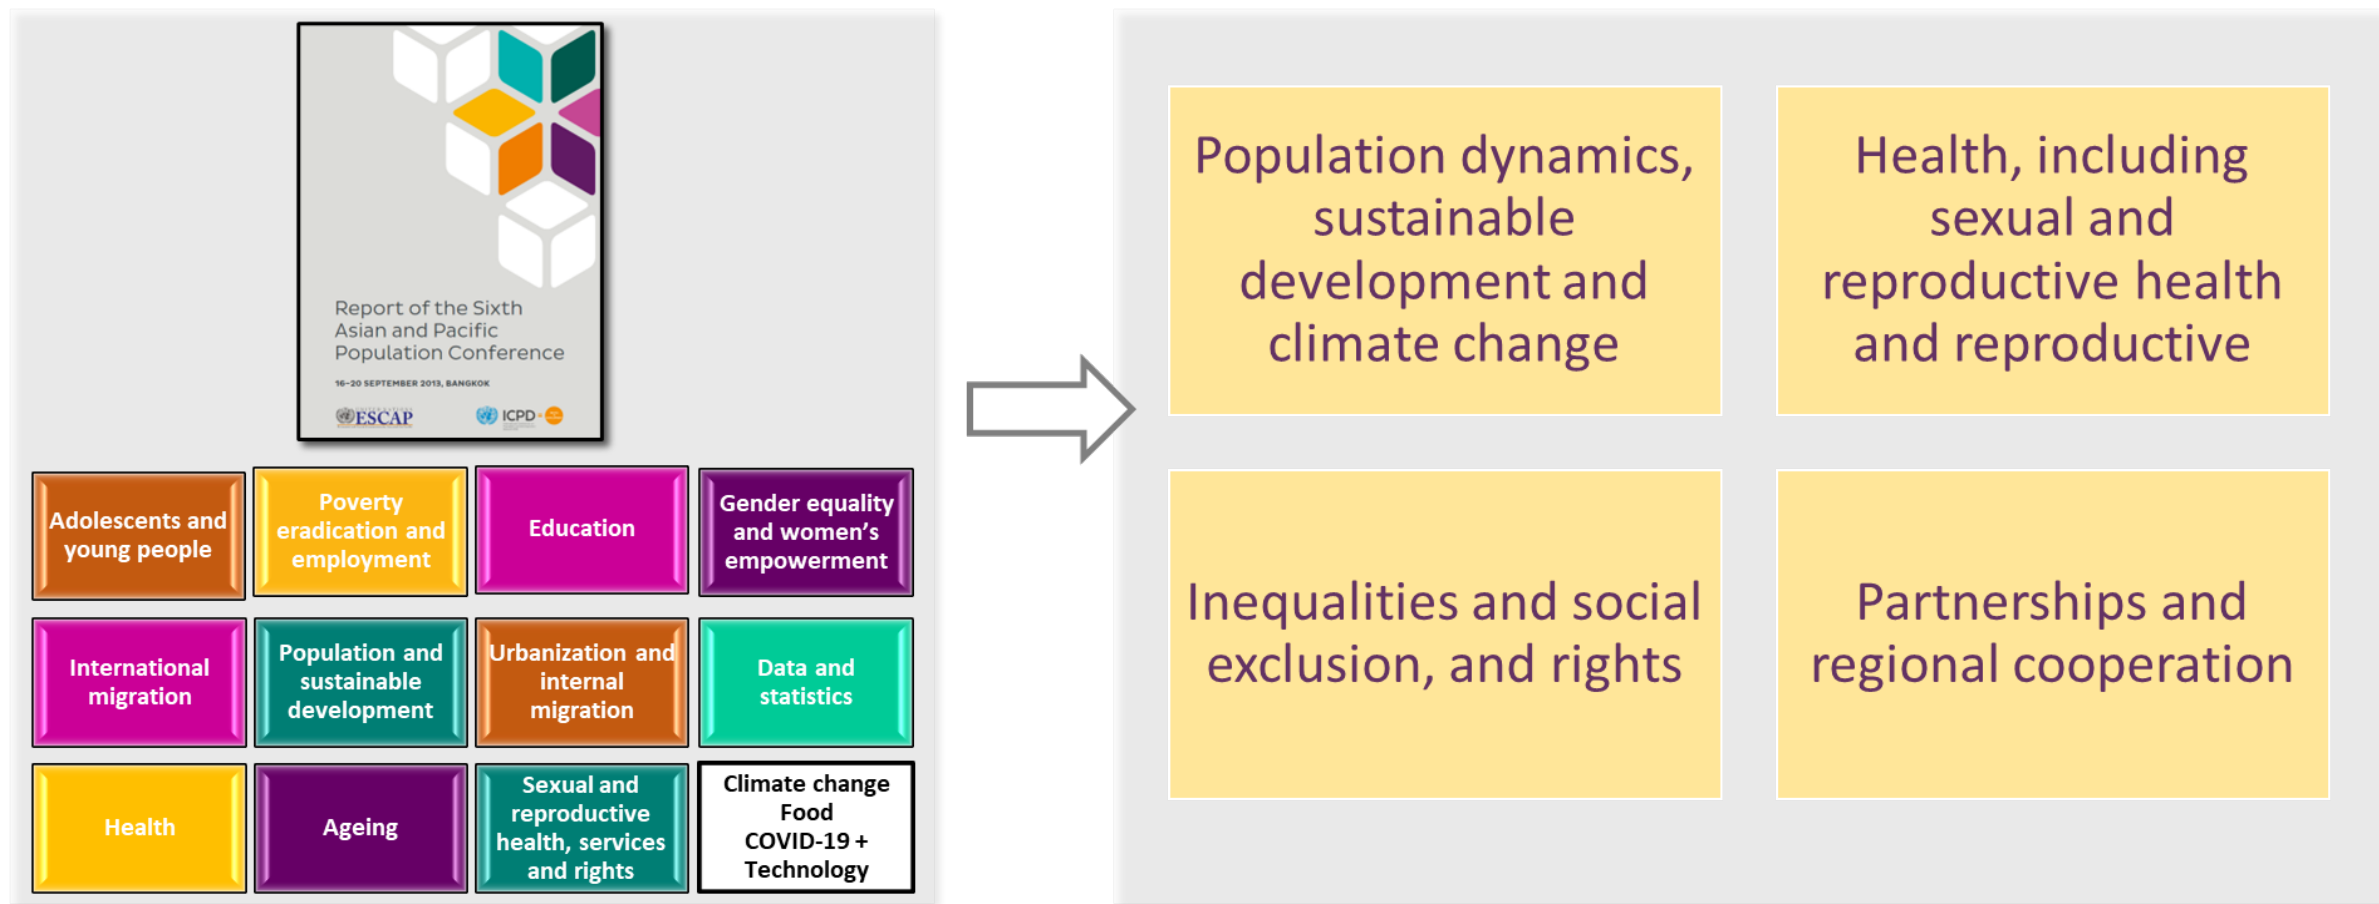 Report of the Sixth
Asian and Pacific
Population Conference
16–20 SEPTEMBER 2013, BANGKOK
ESCAP
ICPD
Adolescents and
young people
Poverty
eradication and
employment
Education
Gender equality
and women's
empowerment
International
migration
Population and
sustainable
development
Urbanization and
internal
migration
Data and
statistics
Health
Ageing
Sexual and
reproductive
health, services
and rights
Climate change
Food
COVID-19 +
Technology
Population dynamics,
sustainable
development and
climate change
Health, including
sexual and
reproductive health
and reproductive
Inequalities and social
exclusion, and rights
Partnerships and
regional cooperation